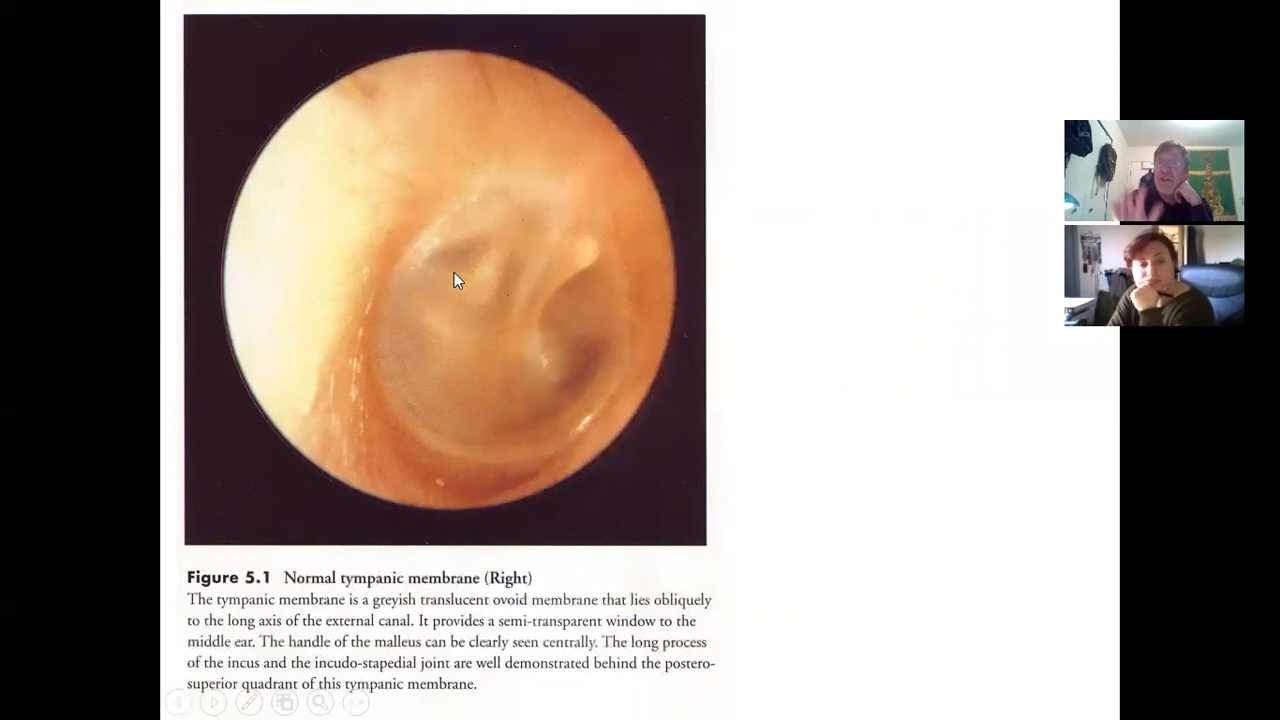 Figure 5.1 Normal tympanic membrane (Right)
The tympanic membrane is a greyish translucent ovoid membrane that lies obliquely
to the long axis of the external canal. It provides a semi-transparent window to the
middle ear. The handle of the malleus can be clearly seen centrally. The long process
of the incus and the incudo-stapedial joint are well demonstrated behind the postero-
superior quadrant of this tympanic membrane.